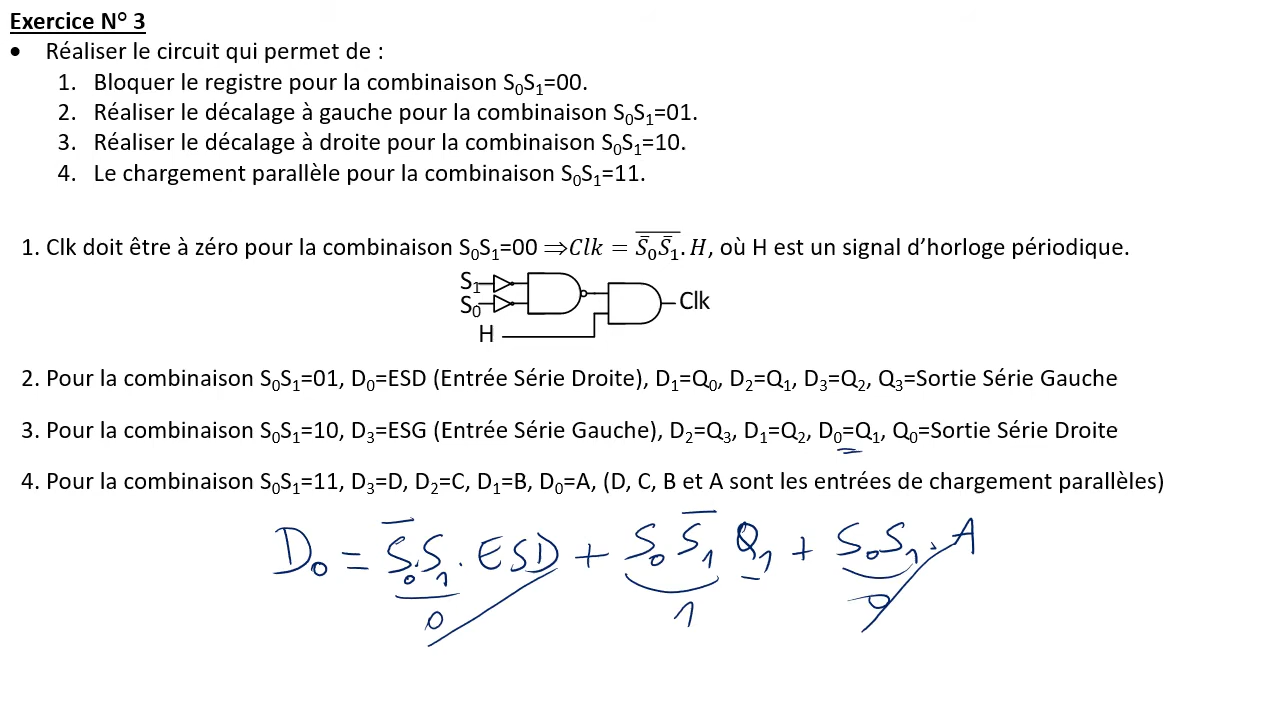 Exercice N° 3
• Réaliser le circuit qui permet de :
1. Bloquer le registre pour la combinaison S₀S₁=00.
2. Réaliser le décalage à gauche pour la combinaison S₀S₁=01.
3. Réaliser le décalage à droite pour la combinaison S₀S₁=10.
4. Le chargement parallèle pour la combinaison S₀S₁=11.
1. Clk doit être à zéro pour la combinaison S₀S₁=00 ⇒ Clk = \overline{S̅₀S̅₁}.H, où H est un signal d'horloge périodique.
S₁
S₀
Clk
H
2. Pour la combinaison S₀S₁=01, D₀=ESD (Entrée Série Droite), D₁=Q₀, D₂=Q₁, D₃=Q₂, Q₃=Sortie Série Gauche
3. Pour la combinaison S₀S₁=10, D₃=ESG (Entrée Série Gauche), D₂=Q₃, D₁=Q₂, D₀=Q₁, Q₀=Sortie Série Droite
4. Pour la combinaison S₀S₁=11, D₃=D, D₂=C, D₁=B, D₀=A, (D, C, B et A sont les entrées de chargement parallèles)
D₀ = S̅₀.S₁.ESD + S₀S̅₁Q₁ + S₀S₁.A
0 1 0